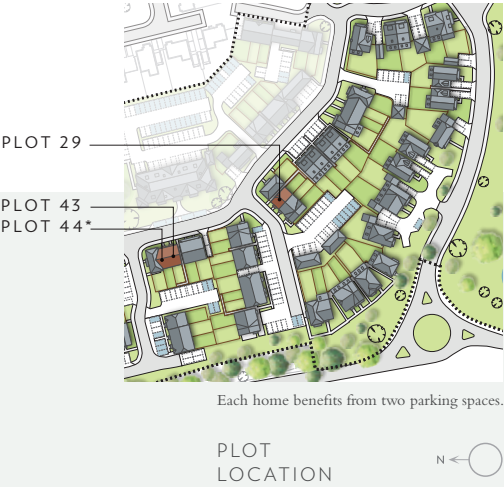 PLOT 29
PLOT 43
PLOT 44*
Each home benefits from two parking spaces.
PLOT
LOCATION
N